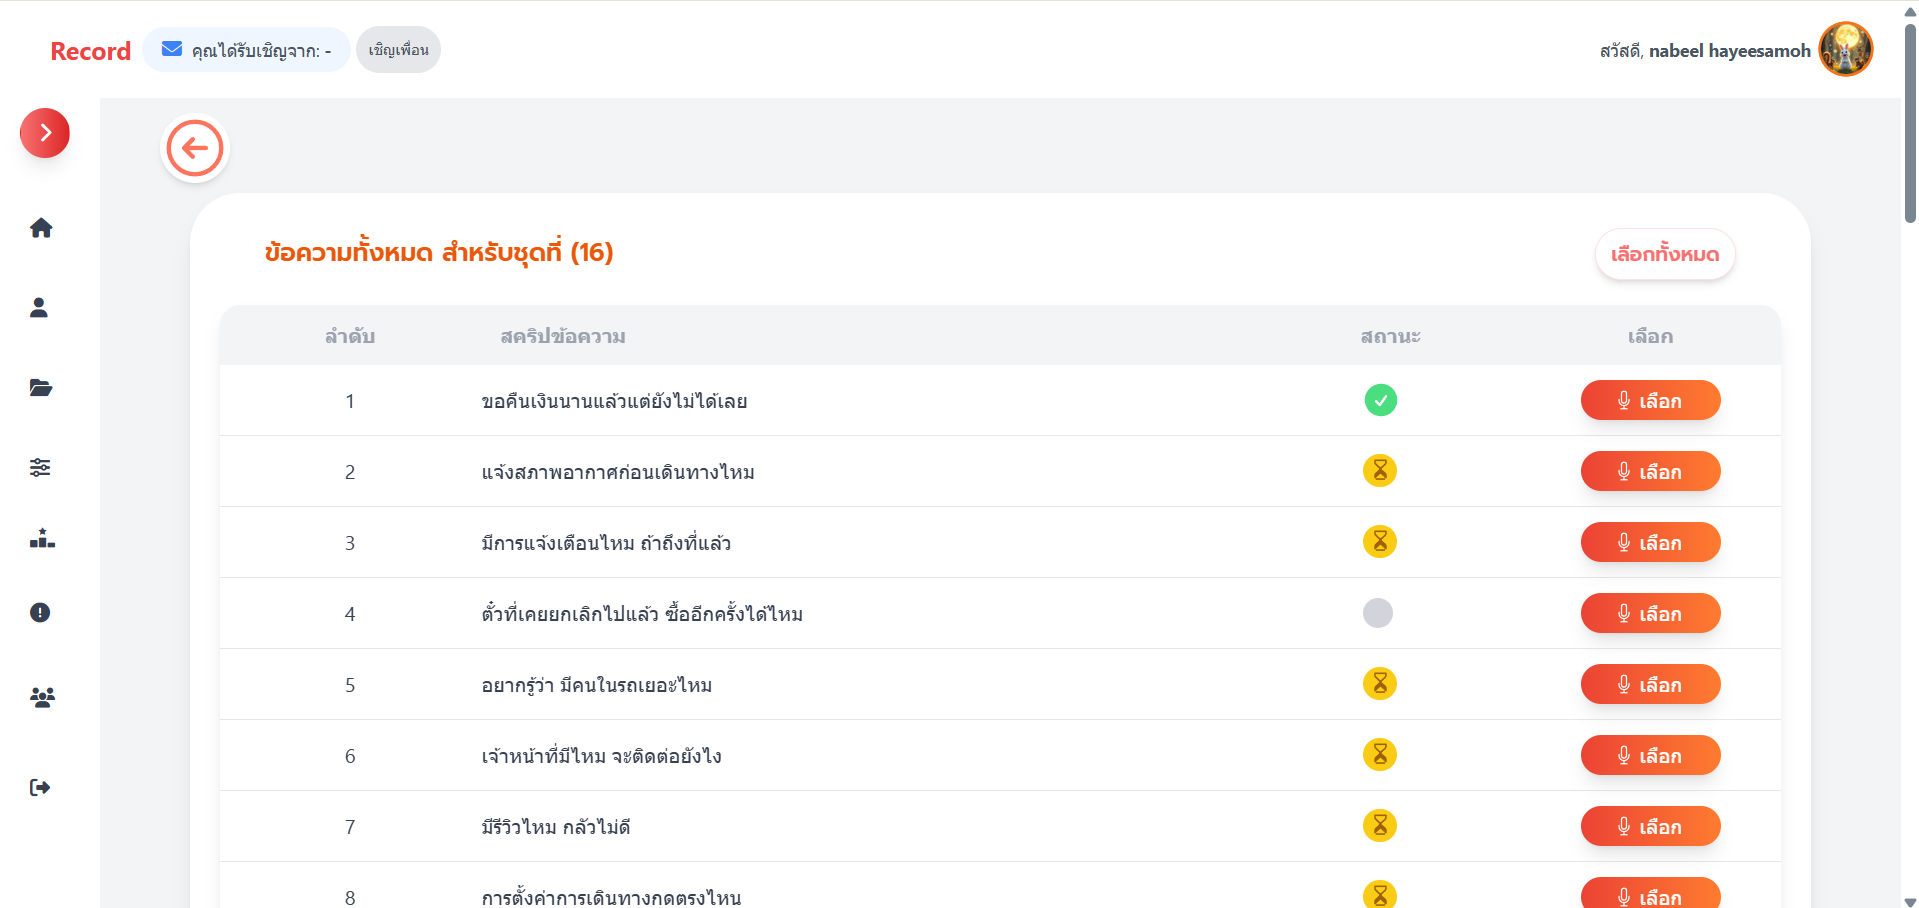 Record คุณได้รับเชิญจาก: - เชิญเพื่อน สวัสดี, nabeel hayeesamoh
ข้อความทั้งหมด สำหรับชุดที่ (16) เลือกทั้งหมด
ลำดับ สคริปข้อความ สถานะ เลือก
1 ขอคืนเงินนานแล้วแต่ยังไม่ได้เลย เลือก
2 แจ้งสภาพอากาศก่อนเดินทางไหม เลือก
3 มีการแจ้งเตือนไหม ถ้าถึงที่แล้ว เลือก
4 ตั๋วที่เคยยกเลิกไปแล้ว ซื้ออีกครั้งได้ไหม เลือก
5 อยากรู้ว่า มีคนในรถเยอะไหม เลือก
6 เจ้าหน้าที่มีไหม จะติดต่อยังไง เลือก
7 มีรีวิวไหม กลัวไม่ดี เลือก
8 การตั้งค่าการเดินทางกดตรงไหน เลือก